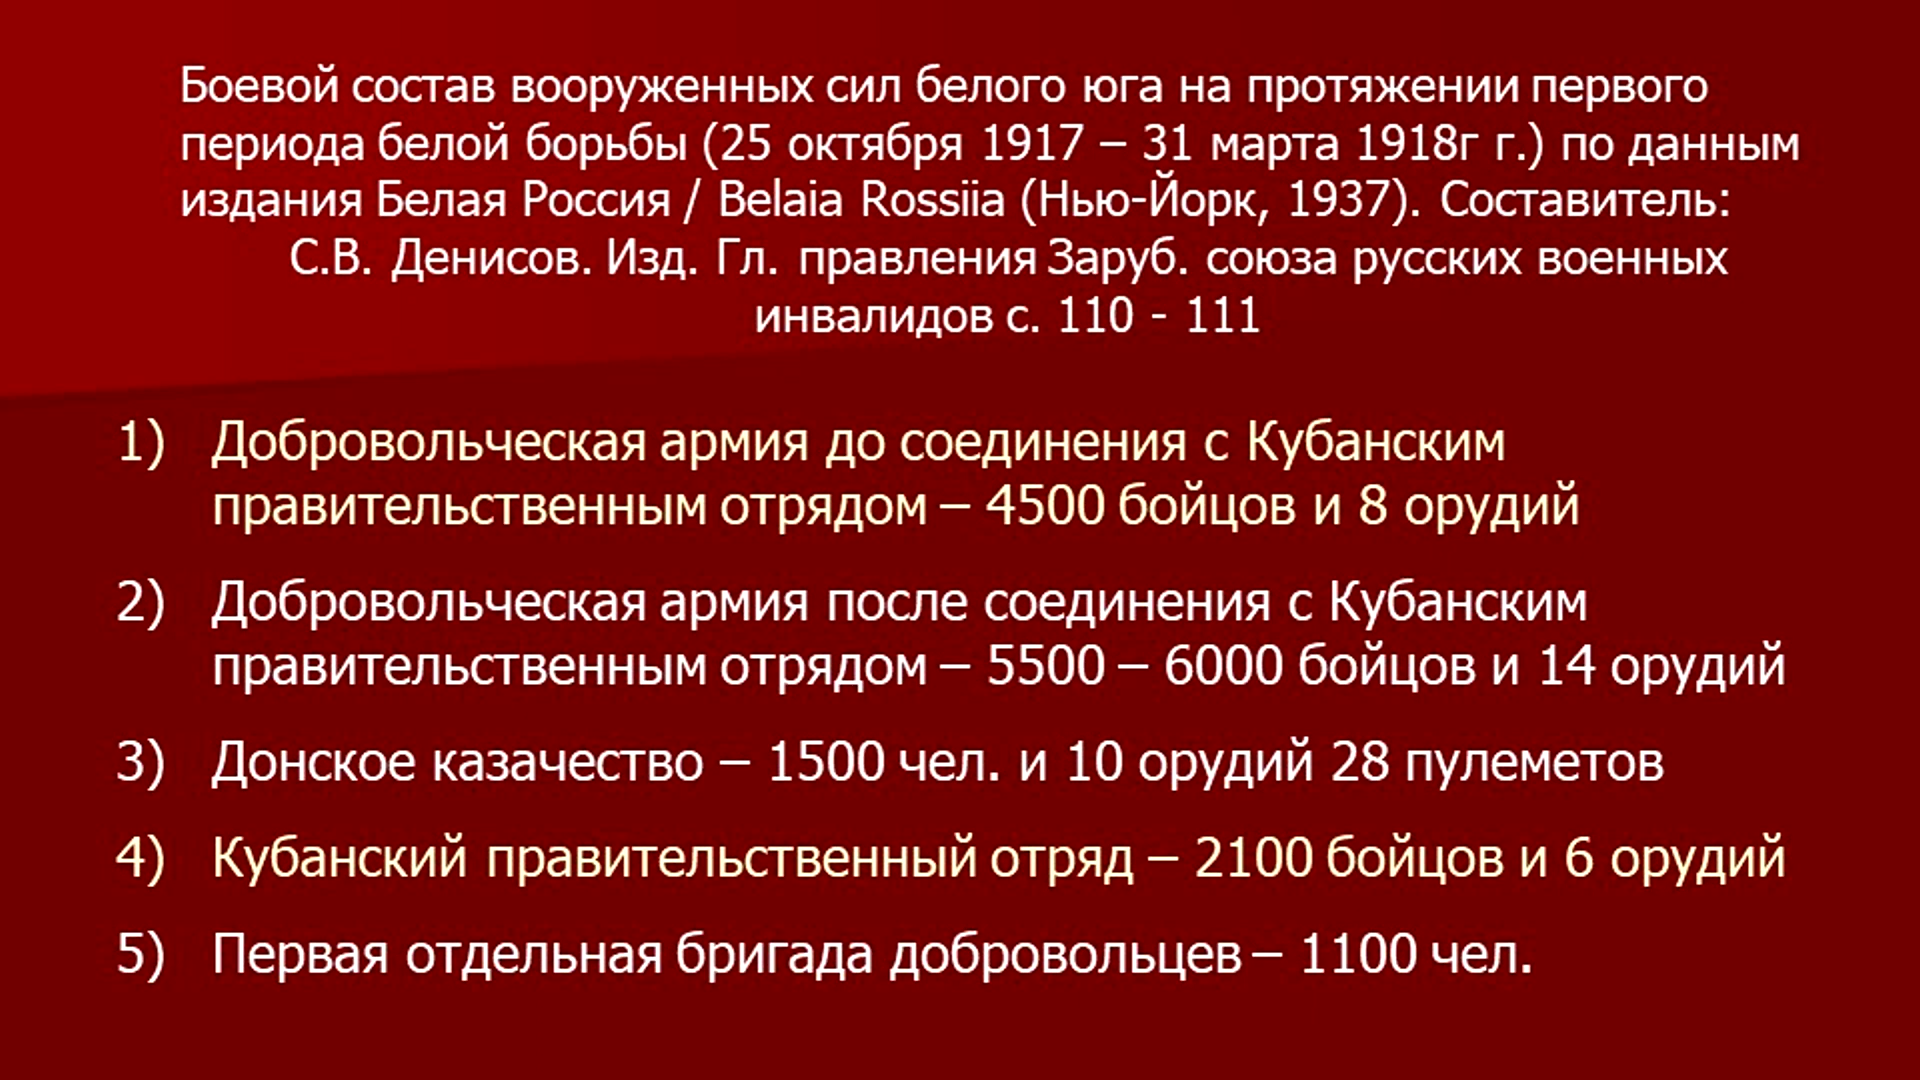 Боевой состав вооруженных сил белого юга на протяжении первого
периода белой борьбы (25 октября 1917 – 31 марта 1918г г.) по данным
издания Белая Россия / Belaia Rossiia (Нью-Йорк, 1937). Составитель:
С.В. Денисов. Изд. Гл. правления Заруб. союза русских военных
инвалидов с. 110 - 111
1) Добровольческая армия до соединения с Кубанским
правительственным отрядом – 4500 бойцов и 8 орудий
2) Добровольческая армия после соединения с Кубанским
правительственным отрядом – 5500 – 6000 бойцов и 14 орудий
3) Донское казачество – 1500 чел. и 10 орудий 28 пулеметов
4) Кубанский правительственный отряд – 2100 бойцов и 6 орудий
5) Первая отдельная бригада добровольцев – 1100 чел.